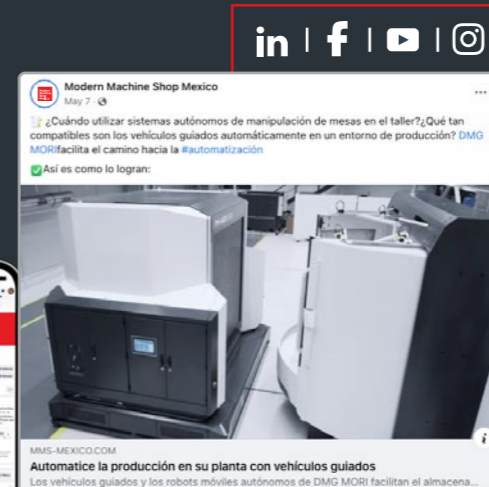 in | f | |
Modern Machine Shop Mexico
May 7 ·
¿Cuándo utilizar sistemas autónomos de manipulación de mesas en el taller?¿Qué tan
compatibles son los vehículos guiados automáticamente en un entorno de producción? DMG
MORIfacilita el camino hacia la #automatización
Así es como lo logran:
MMS-MEXICO.COM
Automatice la producción en su planta con vehículos guiados
Los vehículos guiados y los robots móviles autónomos de DMG MORI facilitan el almacena...